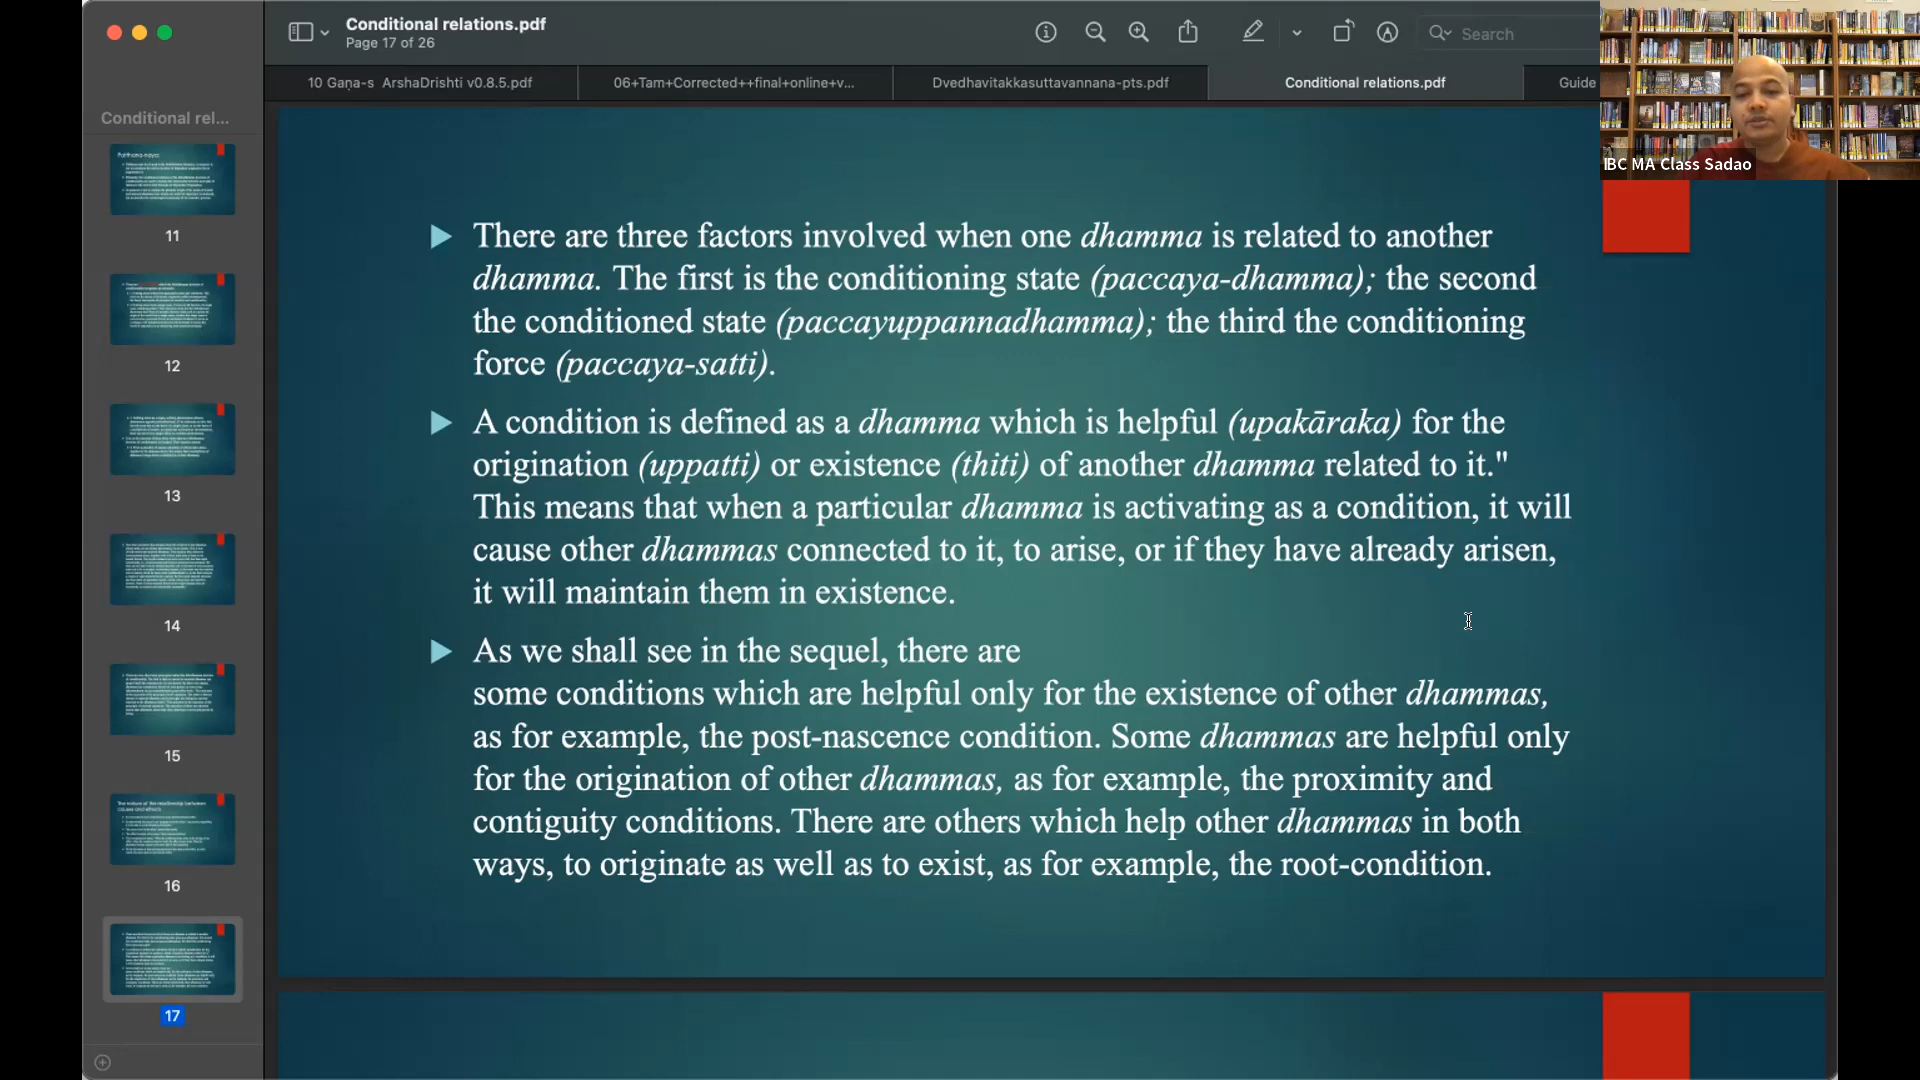 Conditional relations.pdf
Page 17 of 26
Search
10 Gaṇa-s ArshaDrishti v0.8.5.pdf
06+Tam+Corrected++final+online+v...
Dvedhavitakkasuttavannana-pts.pdf
Conditional relations.pdf
Guide
IBC MA Class Sadao
Conditional rel...
11
12
13
14
15
16
17
There are three factors involved when one dhamma is related to another
dhamma. The first is the conditioning state (paccaya-dhamma); the second
the conditioned state (paccayuppannadhamma); the third the conditioning
force (paccaya-satti).
A condition is defined as a dhamma which is helpful (upakāraka) for the
origination (uppatti) or existence (thiti) of another dhamma related to it."
This means that when a particular dhamma is activating as a condition, it will
cause other dhammas connected to it, to arise, or if they have already arisen,
it will maintain them in existence.
As we shall see in the sequel, there are
some conditions which are helpful only for the existence of other dhammas,
as for example, the post-nascence condition. Some dhammas are helpful only
for the origination of other dhammas, as for example, the proximity and
contiguity conditions. There are others which help other dhammas in both
ways, to originate as well as to exist, as for example, the root-condition.